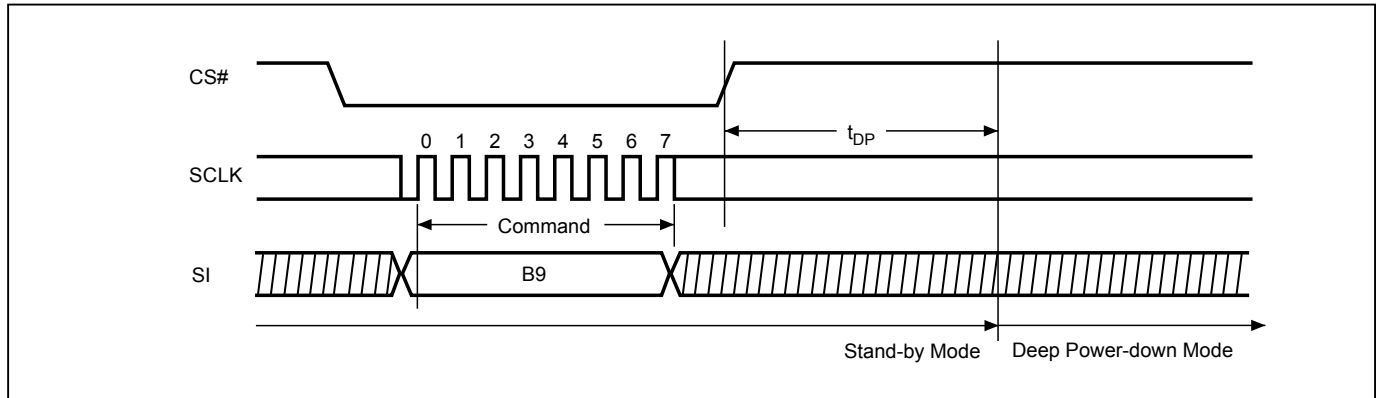 CS#
t_DP
0 1 2 3 4 5 6 7
SCLK
Command
SI
B9
Stand-by Mode Deep Power-down Mode